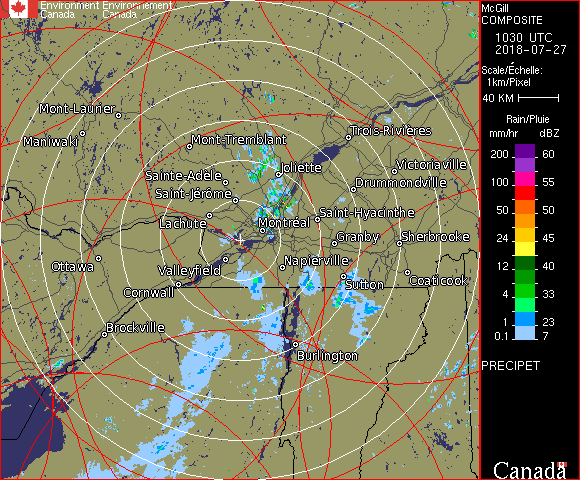 Environment Environnement
Canada Canada
McGill
COMPOSITE
1030 UTC
2018-07-27
Scale/Échelle:
1km/Pixel
40 KM
Rain/Pluie
mm/hr dBZ
200 60
100 55
50 50
24 45
12 40
4 33
1 23
0.1 7
PRECIPET
Canada
Mont-Laurier
Maniwaki
Mont-Tremblant
Trois-Rivières
Victoriaville
Joliette
Sainte-Adèle
Drummondville
Saint-Jérôme
Saint-Hyacinthe
Lachute
Montréal
Granby
Sherbrooke
Ottawa
Valleyfield
Napierville
Cornwall
Sutton
Coaticook
Brockville
Burlington